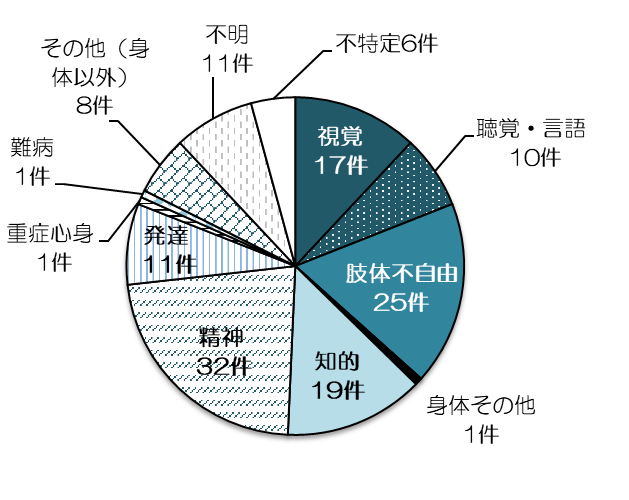 視覚
17件
聴覚・言語
10件
肢体不自由
25件
身体その他
1件
知的
19件
精神
32件
発達
11件
重症心身
1件
難病
1件
その他（身
体以外）
8件
不明
11件
不特定6件